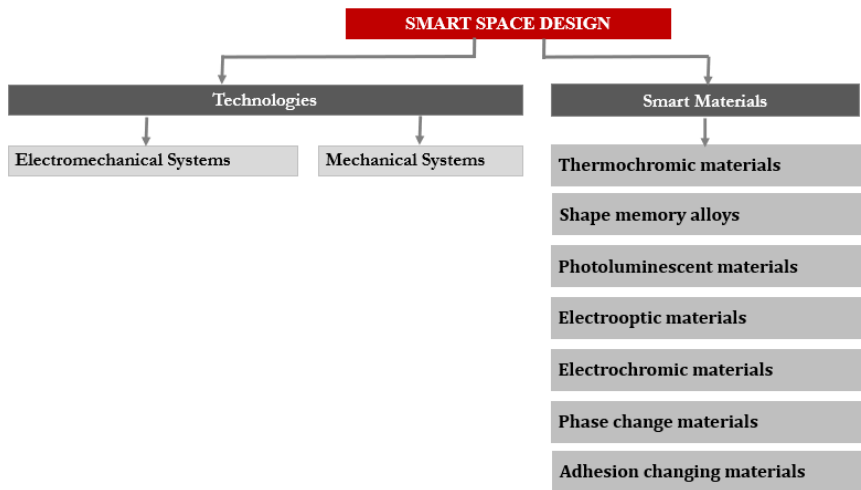 SMART SPACE DESIGN
Technologies
Smart Materials
Electromechanical Systems
Mechanical Systems
Thermochromic materials
Shape memory alloys
Photoluminescent materials
Electrooptic materials
Electrochromic materials
Phase change materials
Adhesion changing materials